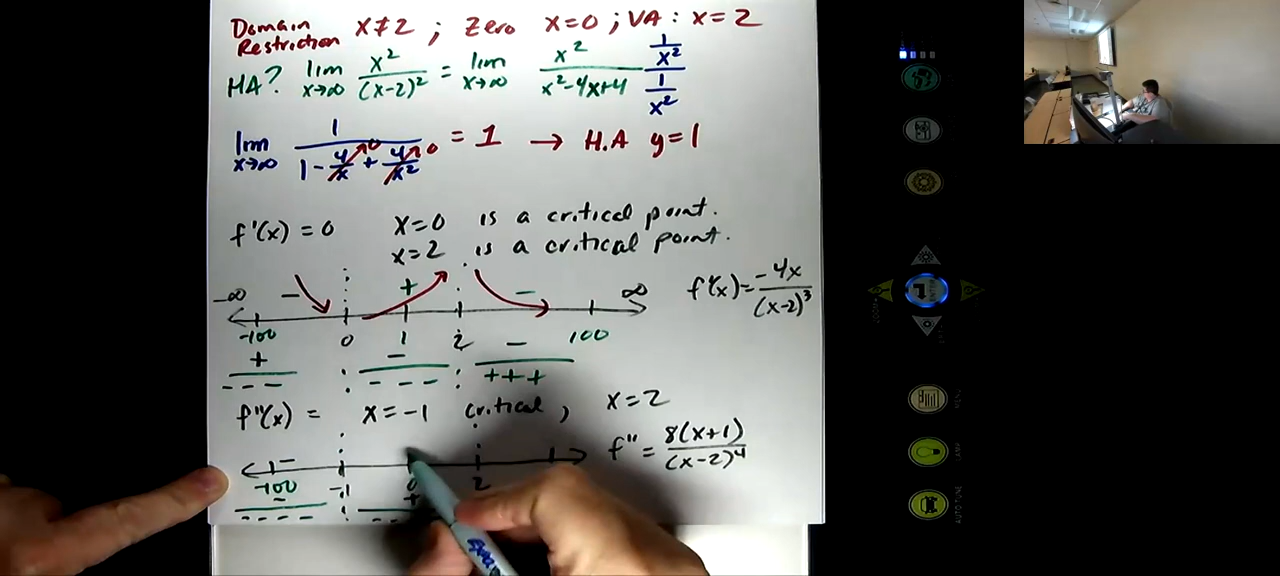 Domain Restriction x≠2 ; Zero x=0 ; VA : x=2
HA? lim x→∞ x²/(x-2)² = lim x→∞ x²/(x²-4x+4) (1/x²)/(1/x²)
lim x→∞ 1/(1 - 4/x + 4/x²) = 1 → H.A y=1
0 0
f'(x) = 0 x=0 is a critical point.
x=2 is a critical point.
f'(x) = -4x/(x-2)³
-∞ - + - ∞
-100 0 1 2 100
+ - -
- - - - - - + + +
f"(x) = x=-1 critical, x=2
f" = 8(x+1)/(x-2)⁴
-
-100 -1 0 2
- +
- - - - - -